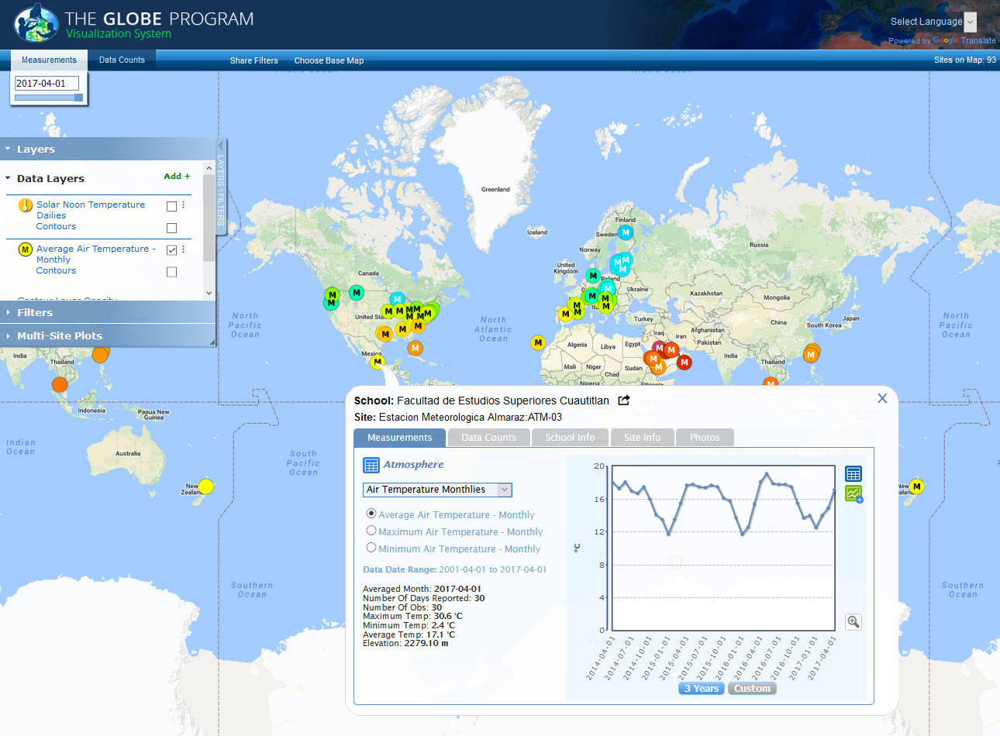 THE GLOBE PROGRAM
Visualization System
Select Language
Powered by Google Translate
Measurements
Data Counts
Share Filters
Choose Base Map
Sites on Map: 93
2017-04-01
Layers
Data Layers
Add +
Solar Noon Temperature
Dailies
Contours
Average Air Temperature -
Monthly
Contours
Filters
Multi-Site Plots
LAYERS \ FILTERS
Greenland
Iceland
Finland
Sweden
Norway
Russia
United
Kingdom
Poland
Ukraine
Kazakhstan
Mongolia
Canada
United Sta
Mexico
North
Pacific
Ocean
North
Atlantic
Ocean
Turkey
Iraq
Iran
Afghanistan
Pakistan
China
South Korea
Japan
North
Pacific
Ocean
Algeria
Libya
Egypt
Mali
Niger
Chad
Sudan
Nigeria
Ethiopia
India
Thailand
India
Thailand
Indonesia
Papua New
Guinea
Indian
Ocean
Australia
South
Pacific
Ocean
New
Zealand
Southern
Ocean
Southern
Ocean
School: Facultad de Estudios Superiores Cuautitlan
X
Site: Estacion Meteorologica Almaraz:ATM-03
Measurements
Data Counts
School Info
Site Info
Photos
Atmosphere
Air Temperature Monthlies
Average Air Temperature - Monthly
Maximum Air Temperature - Monthly
Minimum Air Temperature - Monthly
Data Date Range: 2001-04-01 to 2017-04-01
Averaged Month: 2017-04-01
Number Of Days Reported: 30
Number Of Obs: 30
Maximum Temp: 30.6 °C
Minimum Temp: 2.4 °C
Average Temp: 17.1 °C
Elevation: 2279.10 m
20
16
12
8
4
0
°C
2014-04-01
2014-07-01
2014-10-01
2015-01-01
2015-04-01
2015-07-01
2015-10-01
2016-01-01
2016-04-01
2016-07-01
2016-10-01
2017-01-01
2017-04-01
3 Years
Custom